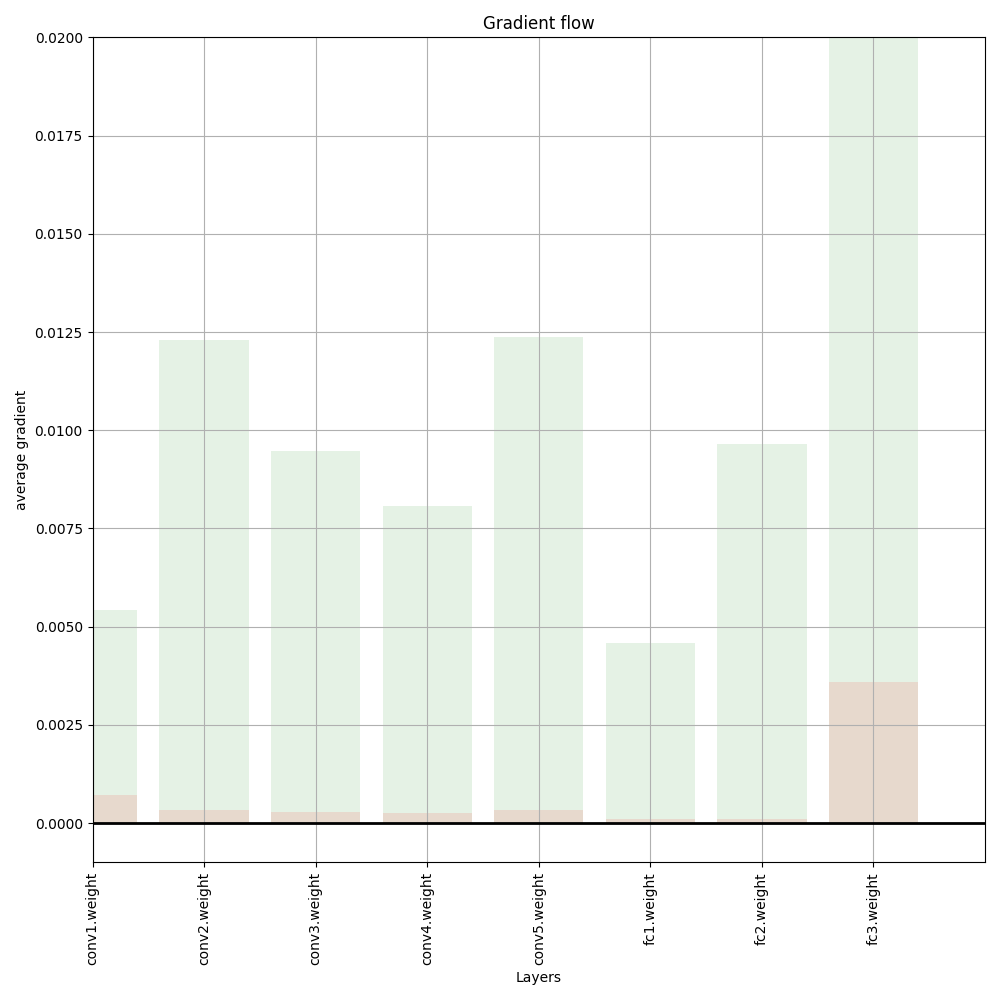 Gradient flow
0.0200
0.0175
0.0150
0.0125
0.0100
0.0075
0.0050
0.0025
0.0000
average gradient
conv1.weight
conv2.weight
conv3.weight
conv4.weight
conv5.weight
fc1.weight
fc2.weight
fc3.weight
Layers